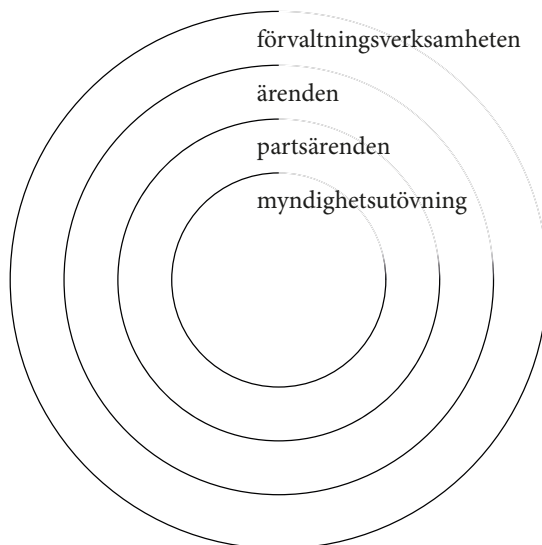 förvaltningsverksamheten
ärenden
partsärenden
myndighetsutövning